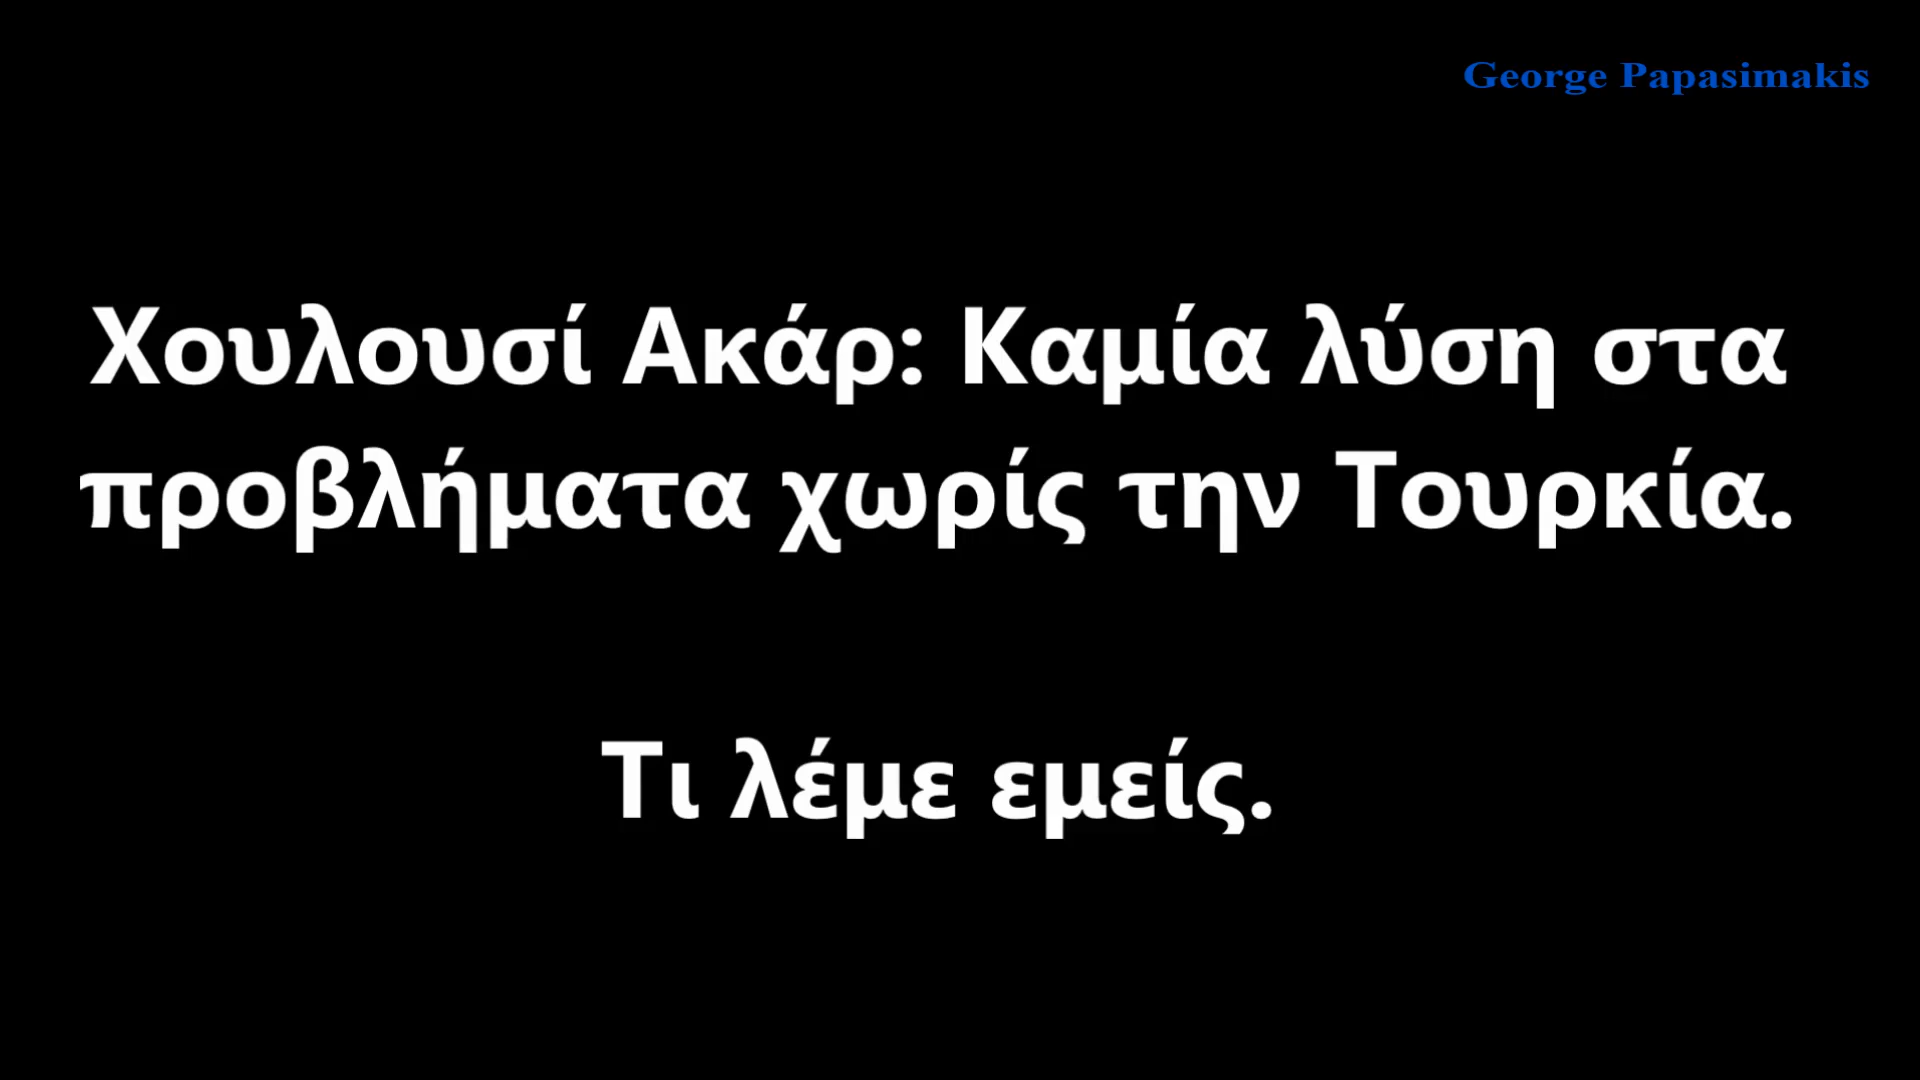 George Papasimakis
Χουλουσί Ακάρ: Καμία λύση στα
προβλήματα χωρίς την Τουρκία.
Τι λέμε εμείς.